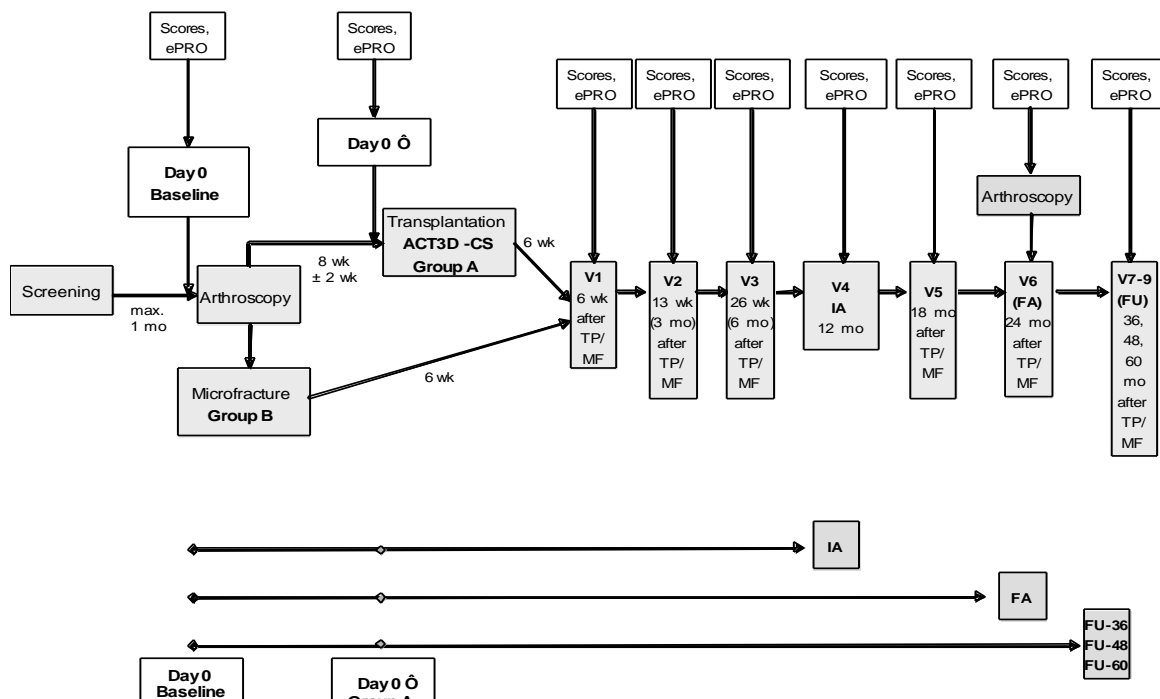 Scores,
ePRO
Scores,
ePRO
Scores,
ePRO
Scores,
ePRO
Scores,
ePRO
Scores,
ePRO
Scores,
ePRO
Scores,
ePRO
Scores,
ePRO
Day 0
Baseline
Day 0 Ô
Arthroscopy
Screening
max.
1 mo
Arthroscopy
8 wk
± 2 wk
Transplantation
ACT3D -CS
Group A
6 wk
Microfracture
Group B
6 wk
V1
6 wk
after
TP/
MF
V2
13 wk
(3 mo)
after
TP/
MF
V3
26 wk
(6 mo)
after
TP/
MF
V4
IA
12 mo
V5
18 mo
after
TP/
MF
V6
(FA)
24 mo
after
TP/
MF
V7-9
(FU)
36,
48,
60
mo
after
TP/
MF
IA
FA
FU-36
FU-48
FU-60
Day 0
Baseline
Day 0 Ô
Group A